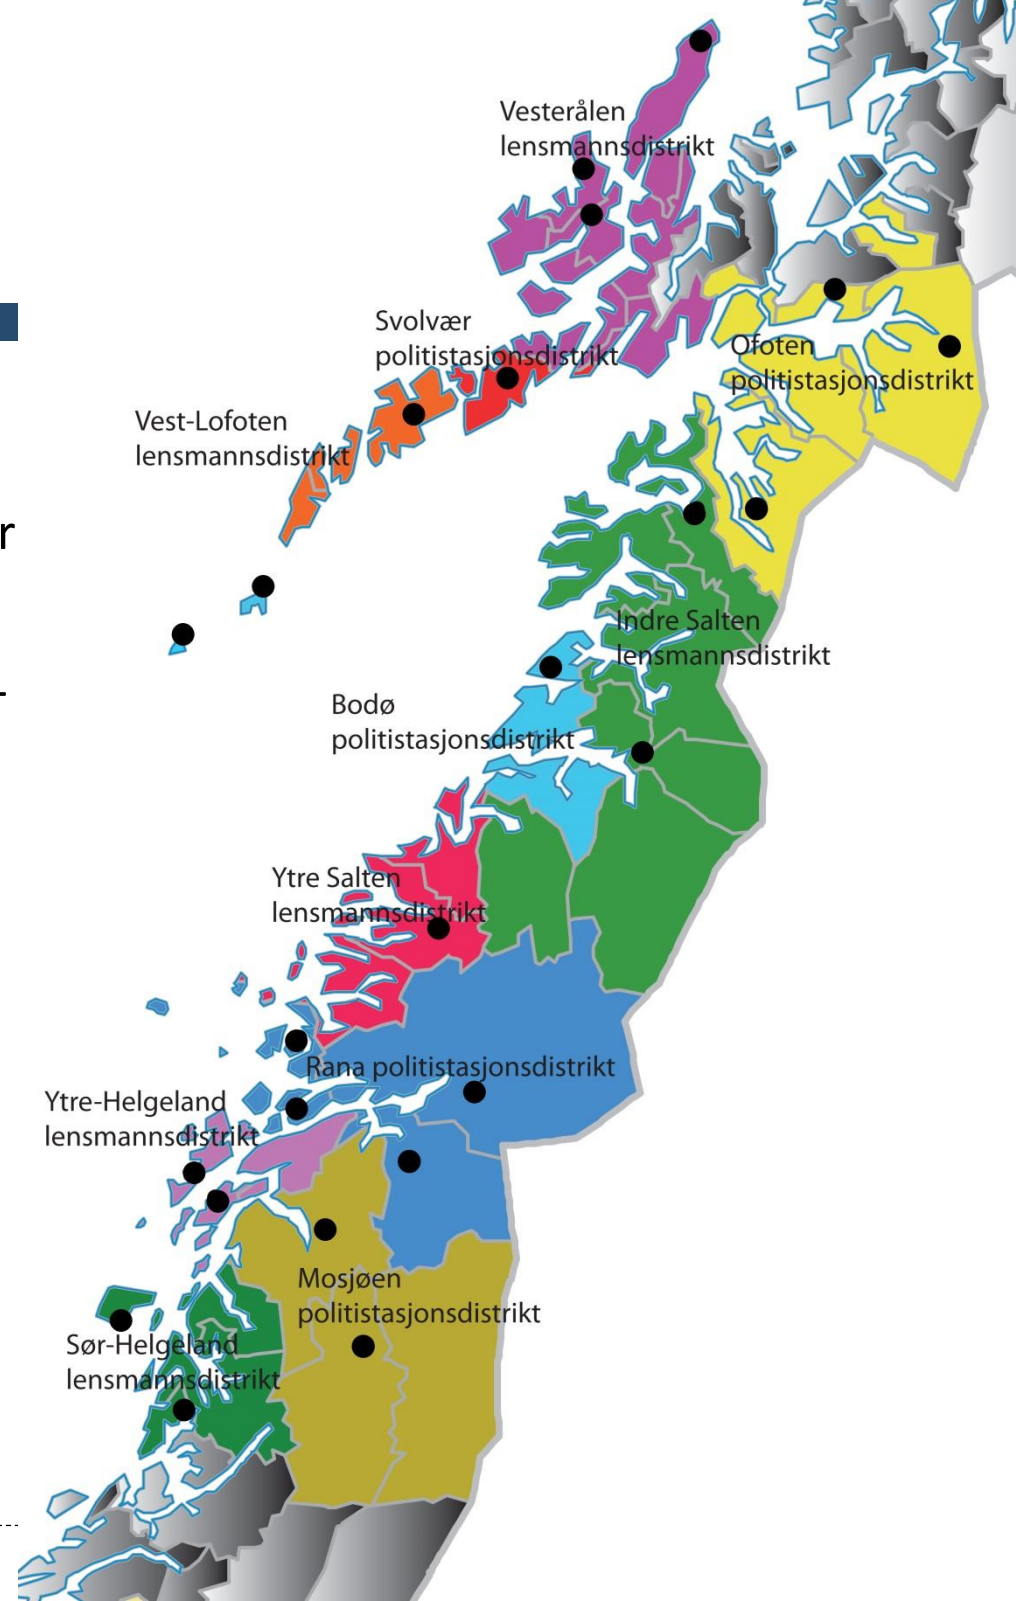 Vesterålen
lensmannsdistrikt
Svolvær
politistasjonsdistrikt
Ofoten
politistasjonsdistrikt
Vest-Lofoten
lensmannsdistrikt
r
Indre Salten
lensmannsdistrikt
Bodø
politistasjonsdistrikt
Ytre Salten
lensmannsdistrikt
Rana politistasjonsdistrikt
Ytre-Helgeland
lensmannsdistrikt
Mosjøen
politistasjonsdistrikt
Sør-Helgeland
lensmannsdistrikt